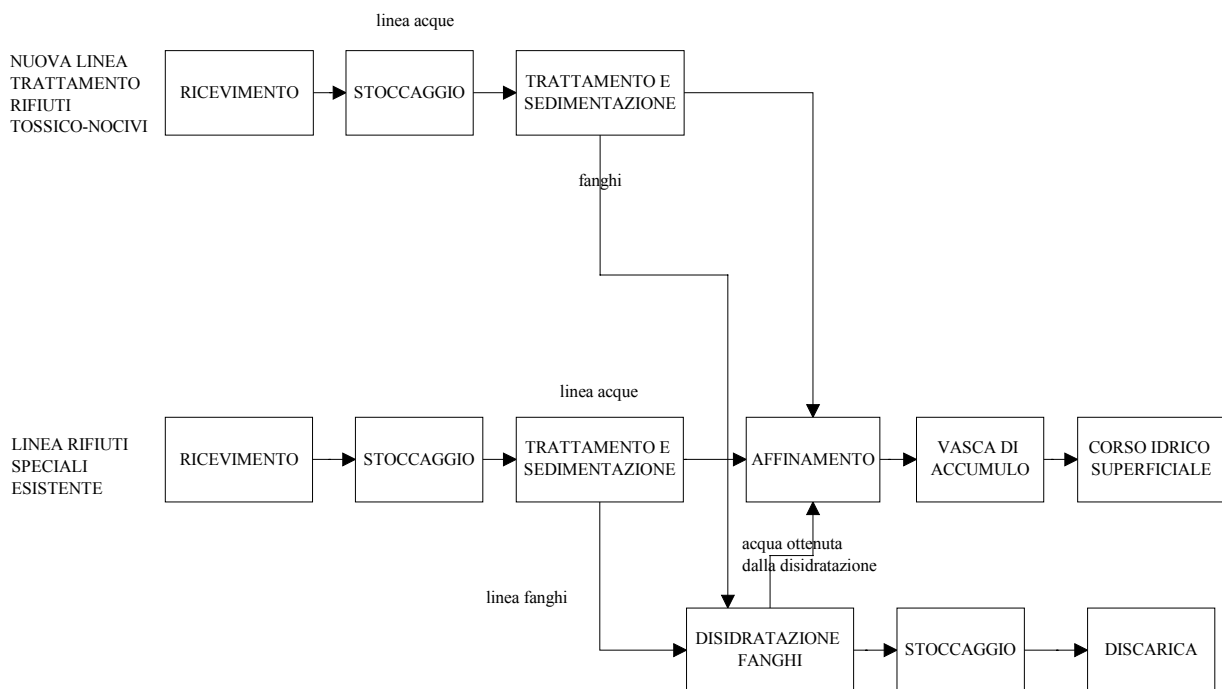 linea acque
NUOVA LINEA
TRATTAMENTO
RIFIUTI
TOSSICO-NOCIVI
RICEVIMENTO
STOCCAGGIO
TRATTAMENTO E
SEDIMENTAZIONE
fanghi
linea acque
LINEA RIFIUTI
SPECIALI
ESISTENTE
RICEVIMENTO
STOCCAGGIO
TRATTAMENTO E
SEDIMENTAZIONE
AFFINAMENTO
VASCA DI
ACCUMULO
CORSO IDRICO
SUPERFICIALE
acqua ottenuta
dalla disidratazione
linea fanghi
DISIDRATAZIONE
FANGHI
STOCCAGGIO
DISCARICA